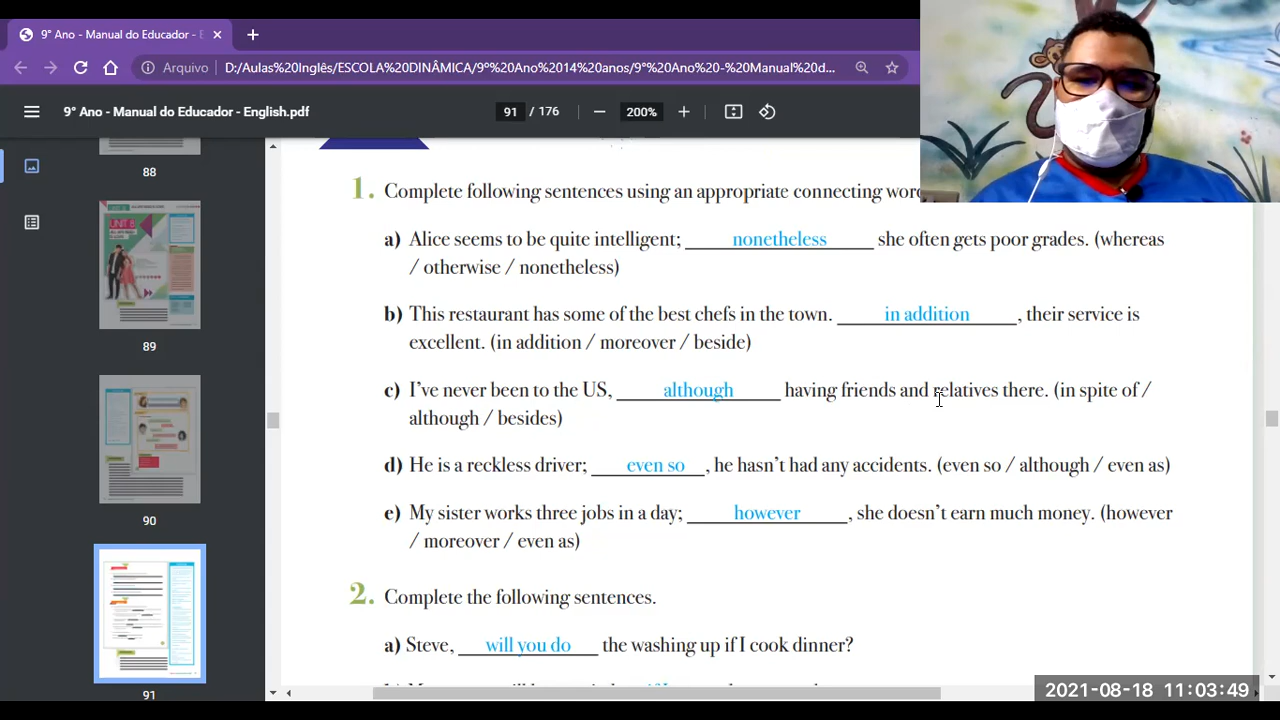 9° Ano - Manual do Educador - E
Arquivo
D:/Aulas%20Inglês/ESCOLA%20DINÂMICA/9º%20Ano%2014%20anos/9°%20Ano%20-%20Manual%20d...
9° Ano - Manual do Educador - English.pdf
91 / 176
200%
88
UNIT 8
89
90
91
1. Complete following sentences using an appropriate connecting word
a) Alice seems to be quite intelligent; nonetheless she often gets poor grades. (whereas
/ otherwise / nonetheless)
b) This restaurant has some of the best chefs in the town. in addition, their service is
excellent. (in addition / moreover / beside)
c) I've never been to the US, although having friends and relatives there. (in spite of /
although / besides)
d) He is a reckless driver; even so, he hasn't had any accidents. (even so / although / even as)
e) My sister works three jobs in a day; however, she doesn't earn much money. (however
/ moreover / even as)
2. Complete the following sentences.
a) Steve, will you do the washing up if I cook dinner?
2021-08-18 11:03:49